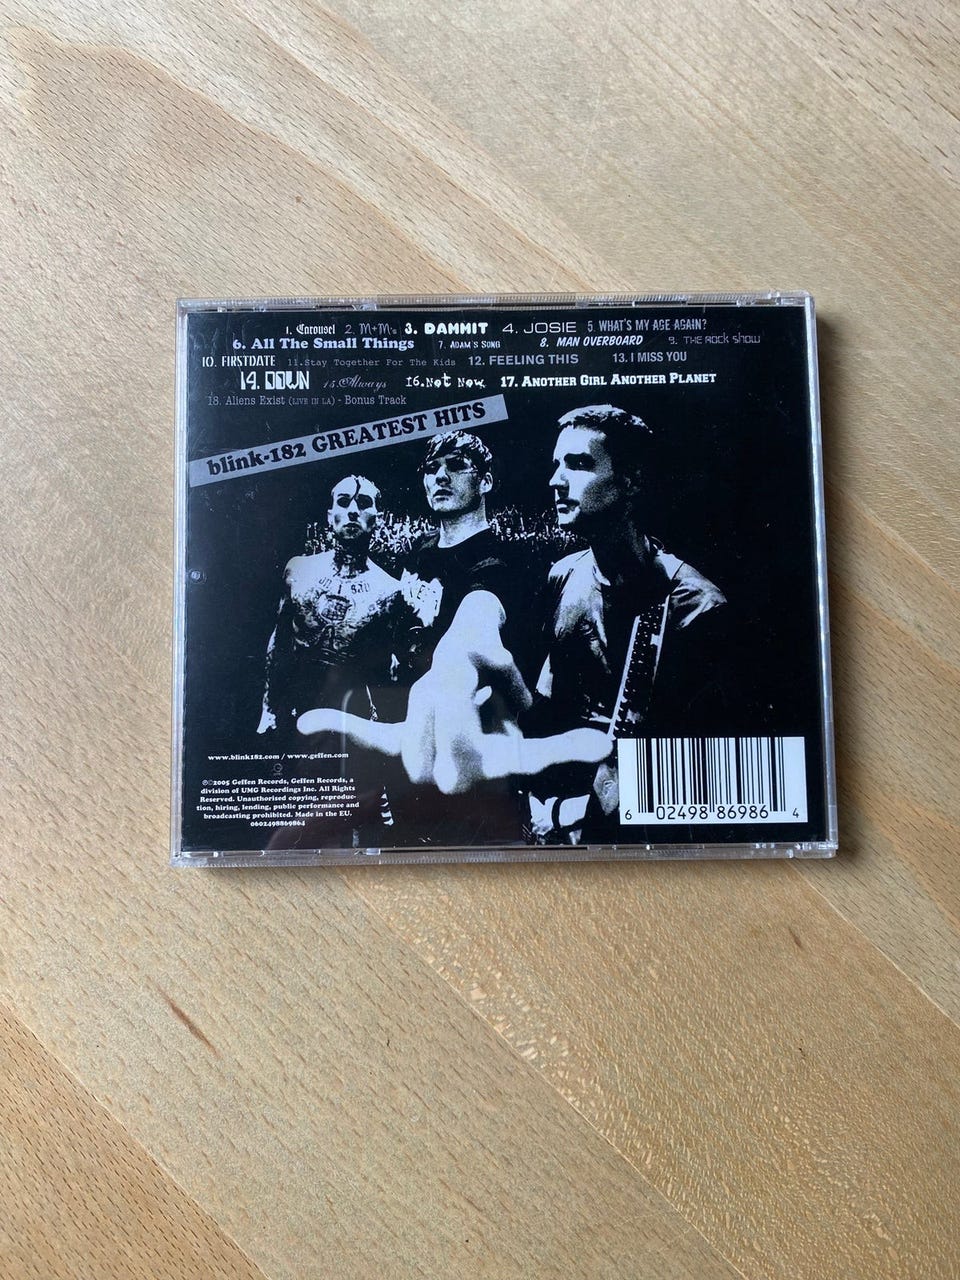 1. Carousel 2. M+M's 3. DAMMIT 4. JOSIE 5. WHAT'S MY AGE AGAIN?
6. All The Small Things 7. ADAM'S SONG 8. MAN OVERBOARD 9. THE ROCK SHOW
10. FIRST DATE 11. Stay Together For The Kids 12. FEELING THIS 13. I MISS YOU
14. DOWN 15. Always 16. Not Now 17. ANOTHER GIRL ANOTHER PLANET
18. Aliens Exist (LIVE IN LA) - Bonus Track
blink-182 GREATEST HITS
www.blink182.com / www.geffen.com
℗©2005 Geffen Records, Geffen Records, a
division of UMG Recordings Inc. All Rights
Reserved. Unauthorised copying, reproduc-
tion, hiring, lending, public performance and
broadcasting prohibited. Made in the EU.
0602498869864
6 02498 86986 4